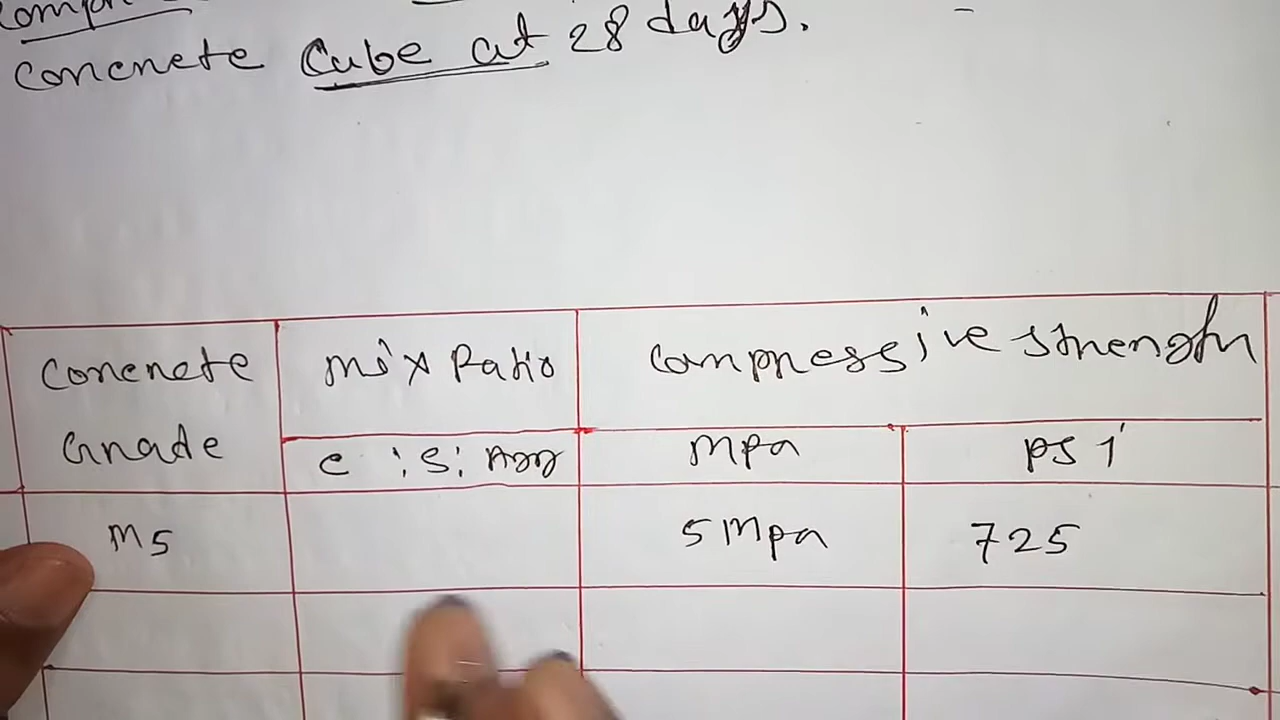 Concrete Cube at 28 days.
Concrete Grade
mix Ratio
Compressive strength
C : S : Agg
Mpa
PSi
M5
5 Mpa
725